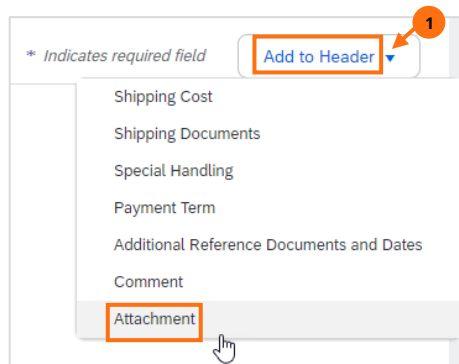 1
* Indicates required field Add to Header
Shipping Cost
Shipping Documents
Special Handling
Payment Term
Additional Reference Documents and Dates
Comment
Attachment